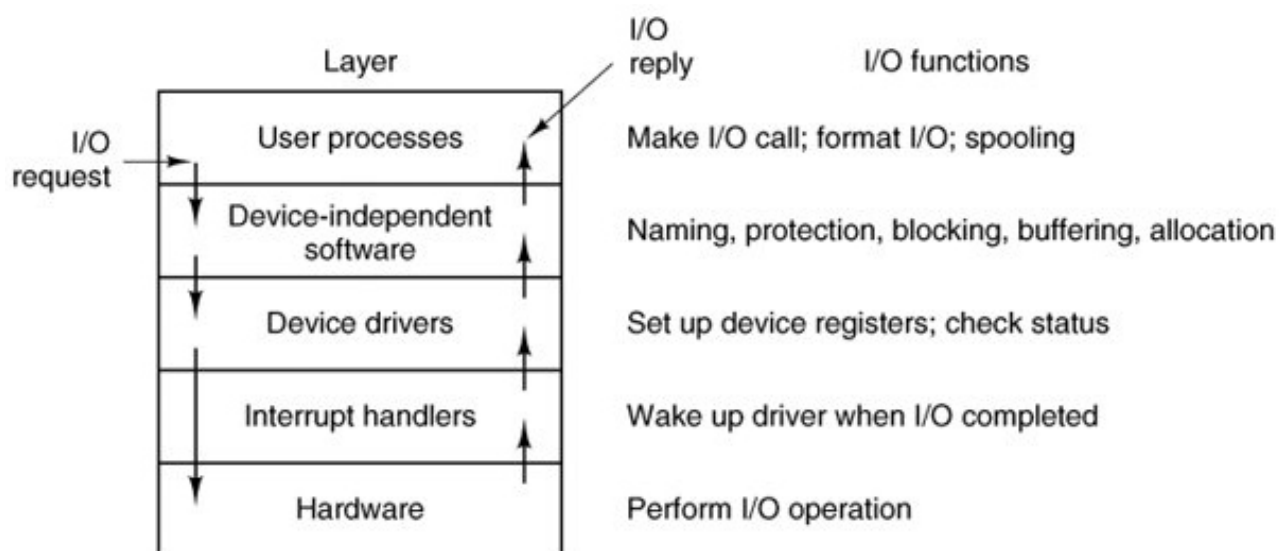 I/O
reply
Layer
I/O functions
I/O
request
User processes
Make I/O call; format I/O; spooling
Device-independent
software
Naming, protection, blocking, buffering, allocation
Device drivers
Set up device registers; check status
Interrupt handlers
Wake up driver when I/O completed
Hardware
Perform I/O operation